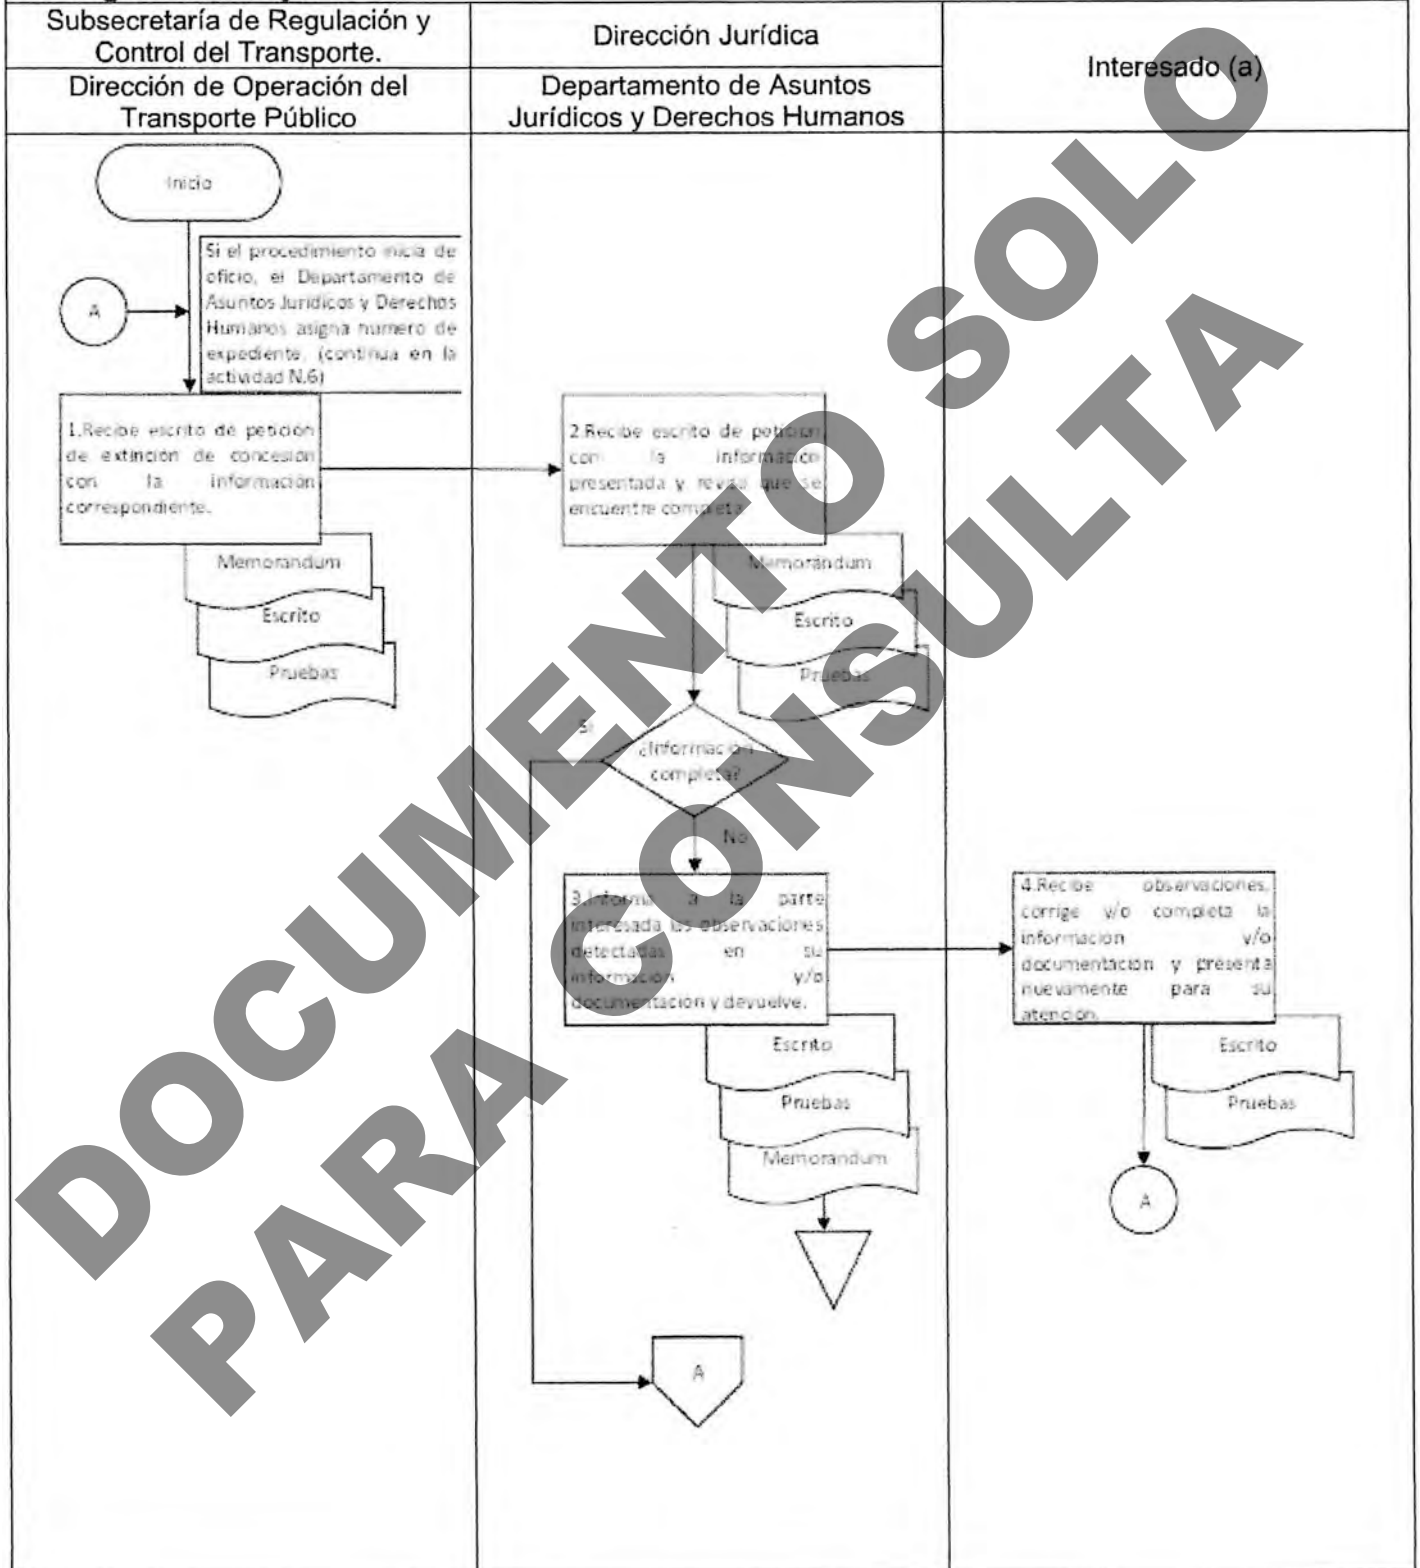 Subsecretaría de Regulación y
Control del Transporte.
Dirección Jurídica
Interesado (a)
Dirección de Operación del
Transporte Público
Departamento de Asuntos
Jurídicos y Derechos Humanos
Inicio
Si el procedimiento inicia de
oficio, el Departamento de
Asuntos Jurídicos y Derechos
Humanos asigna numero de
expediente. (continua en la
actividad N.6)
A
1.Recibe escrito de petición
de extinción de concesión
con la información
correspondiente.
Memorandum
Escrito
Pruebas
2.Recibe escrito de petición
con la información
presentada y revisa que se
encuentre completa
Memorándum
Escrito
Pruebas
Si
¿Información
completa?
No
3.Informa a la parte
interesada las observaciones
detectadas en su
información y/o
documentación y devuelve.
Escrito
Pruebas
Memorandum
4.Recibe observaciones,
corrige y/o completa la
información y/o
documentación y presenta
nuevamente para su
atención.
Escrito
Pruebas
A
A
DOCUMENTO SOLO
PARA CONSULTA